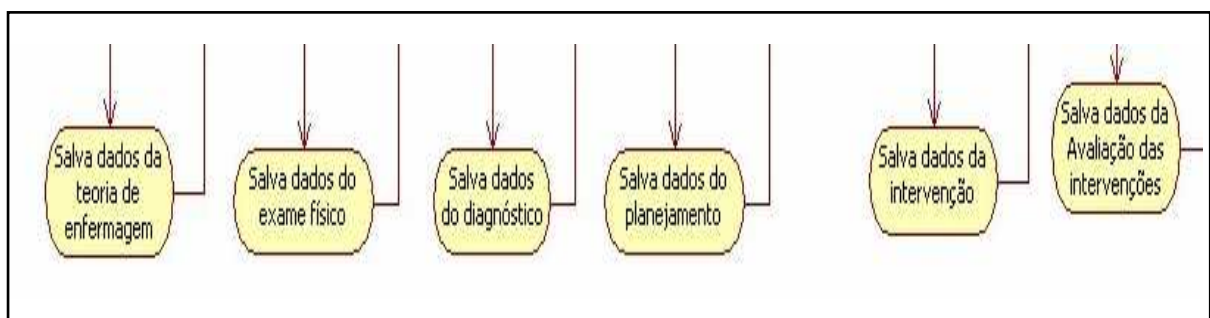 Salva dados da
teoria de
enfermagem
Salva dados do
exame físico
Salva dados
do diagnóstico
Salva dados do
planejamento
Salva dados da
intervenção
Salva dados da
Avaliação das
intervenções